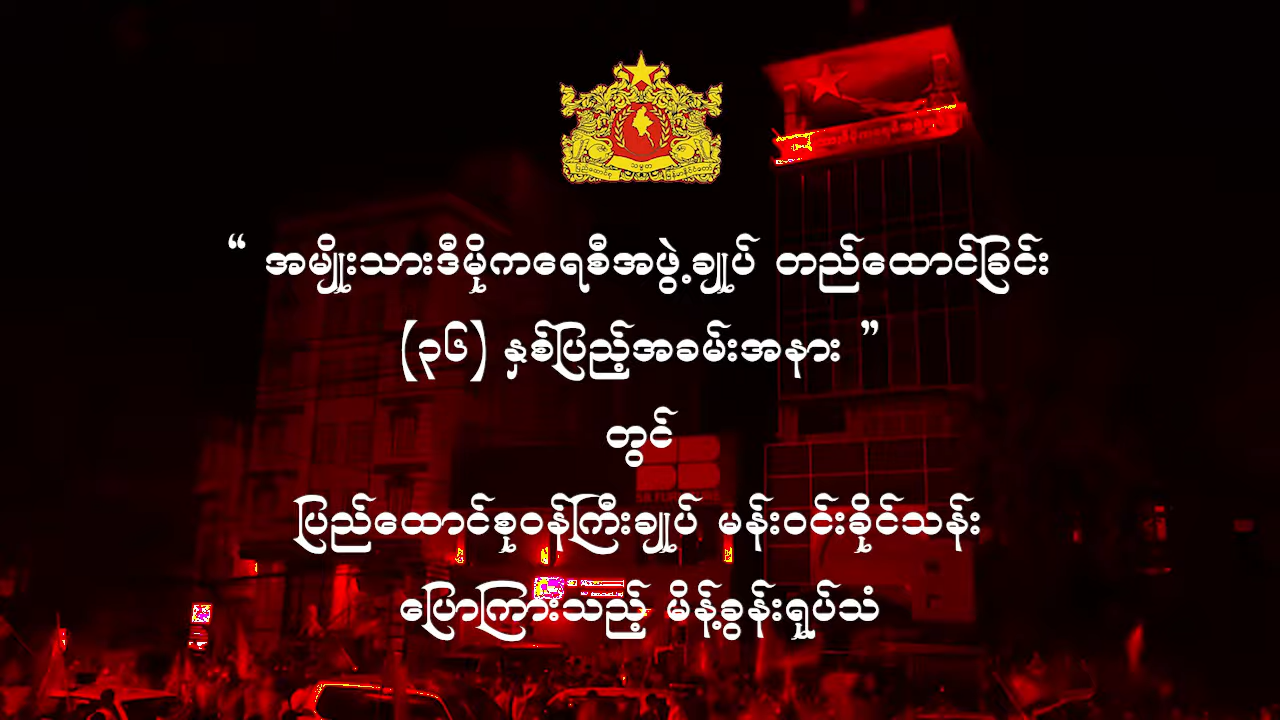 “ အမျိုးသားဒီမိုကရေစီအဖွဲ့ချုပ် တည်ထောင်ခြင်း
(၃၆) နှစ်ပြည့်အခမ်းအနား ”
တွင်
ပြည်ထောင်စုဝန်ကြီးချုပ် မန်းဝင်းခိုင်သန်း
ပြောကြားသည့် မိန့်ခွန်းရုပ်သံ